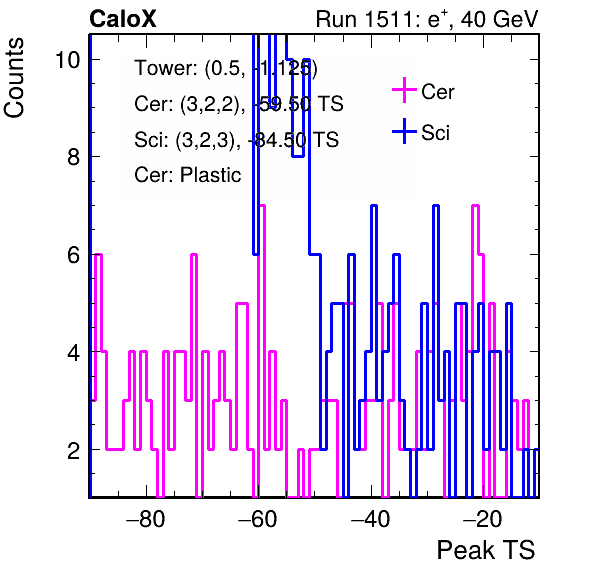 CaloX Run 1511: e⁺, 40 GeV
Counts
Tower: (0.5, -1.125)
Cer: (3,2,2), -59.50 TS
Sci: (3,2,3), -84.50 TS
Cer: Plastic
Cer
Sci
10
8
6
4
2
−80 −60 −40 −20
Peak TS